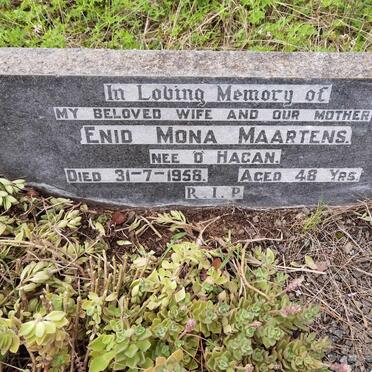 In Loving Memory of
MY BELOVED WIFE AND OUR MOTHER
ENID MONA MAARTENS.
NEE O'HAGAN.
DIED 31-7-1958. AGED 48 YRS.
R.I.P